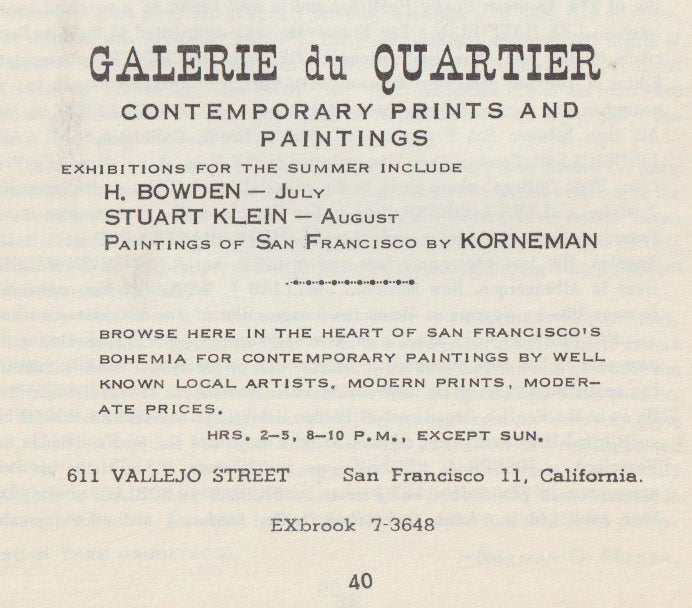 GALERIE du QUARTIER
CONTEMPORARY PRINTS AND
PAINTINGS
EXHIBITIONS FOR THE SUMMER INCLUDE
H. BOWDEN – JULY
STUART KLEIN – AUGUST
PAINTINGS OF SAN FRANCISCO BY KORNEMAN
BROWSE HERE IN THE HEART OF SAN FRANCISCO'S
BOHEMIA FOR CONTEMPORARY PAINTINGS BY WELL
KNOWN LOCAL ARTISTS. MODERN PRINTS, MODER–
ATE PRICES.
HRS. 2–5, 8–10 P.M., EXCEPT SUN.
611 VALLEJO STREET San Francisco 11, California.
EXbrook 7-3648
40